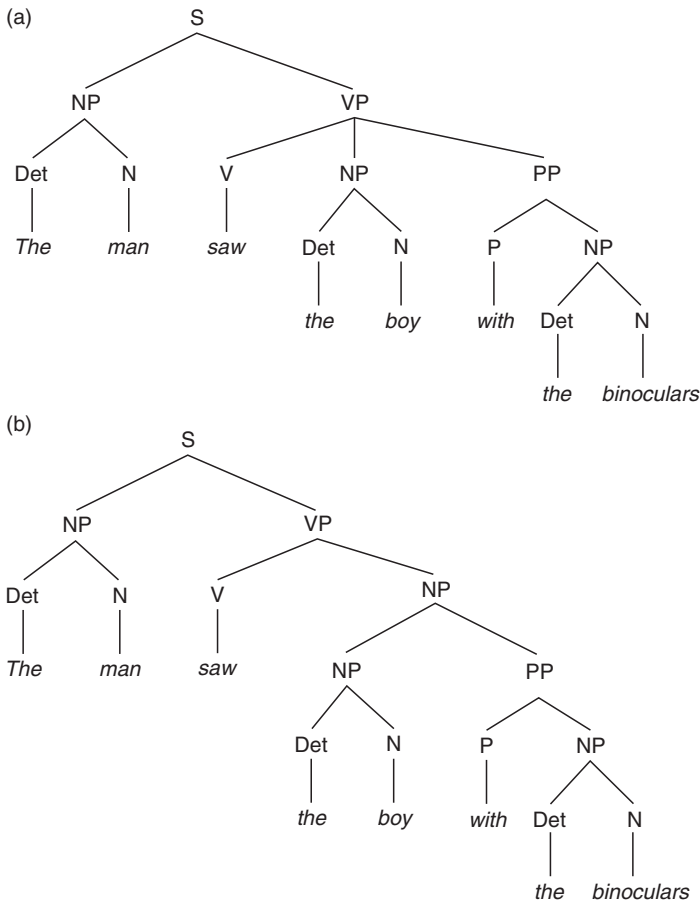 (a)
S
NP VP
Det N V NP PP
The man saw Det N P NP
the boy with Det N
the binoculars
(b)
S
NP VP
Det N V NP
The man saw NP PP
Det N P NP
the boy with Det N
the binoculars